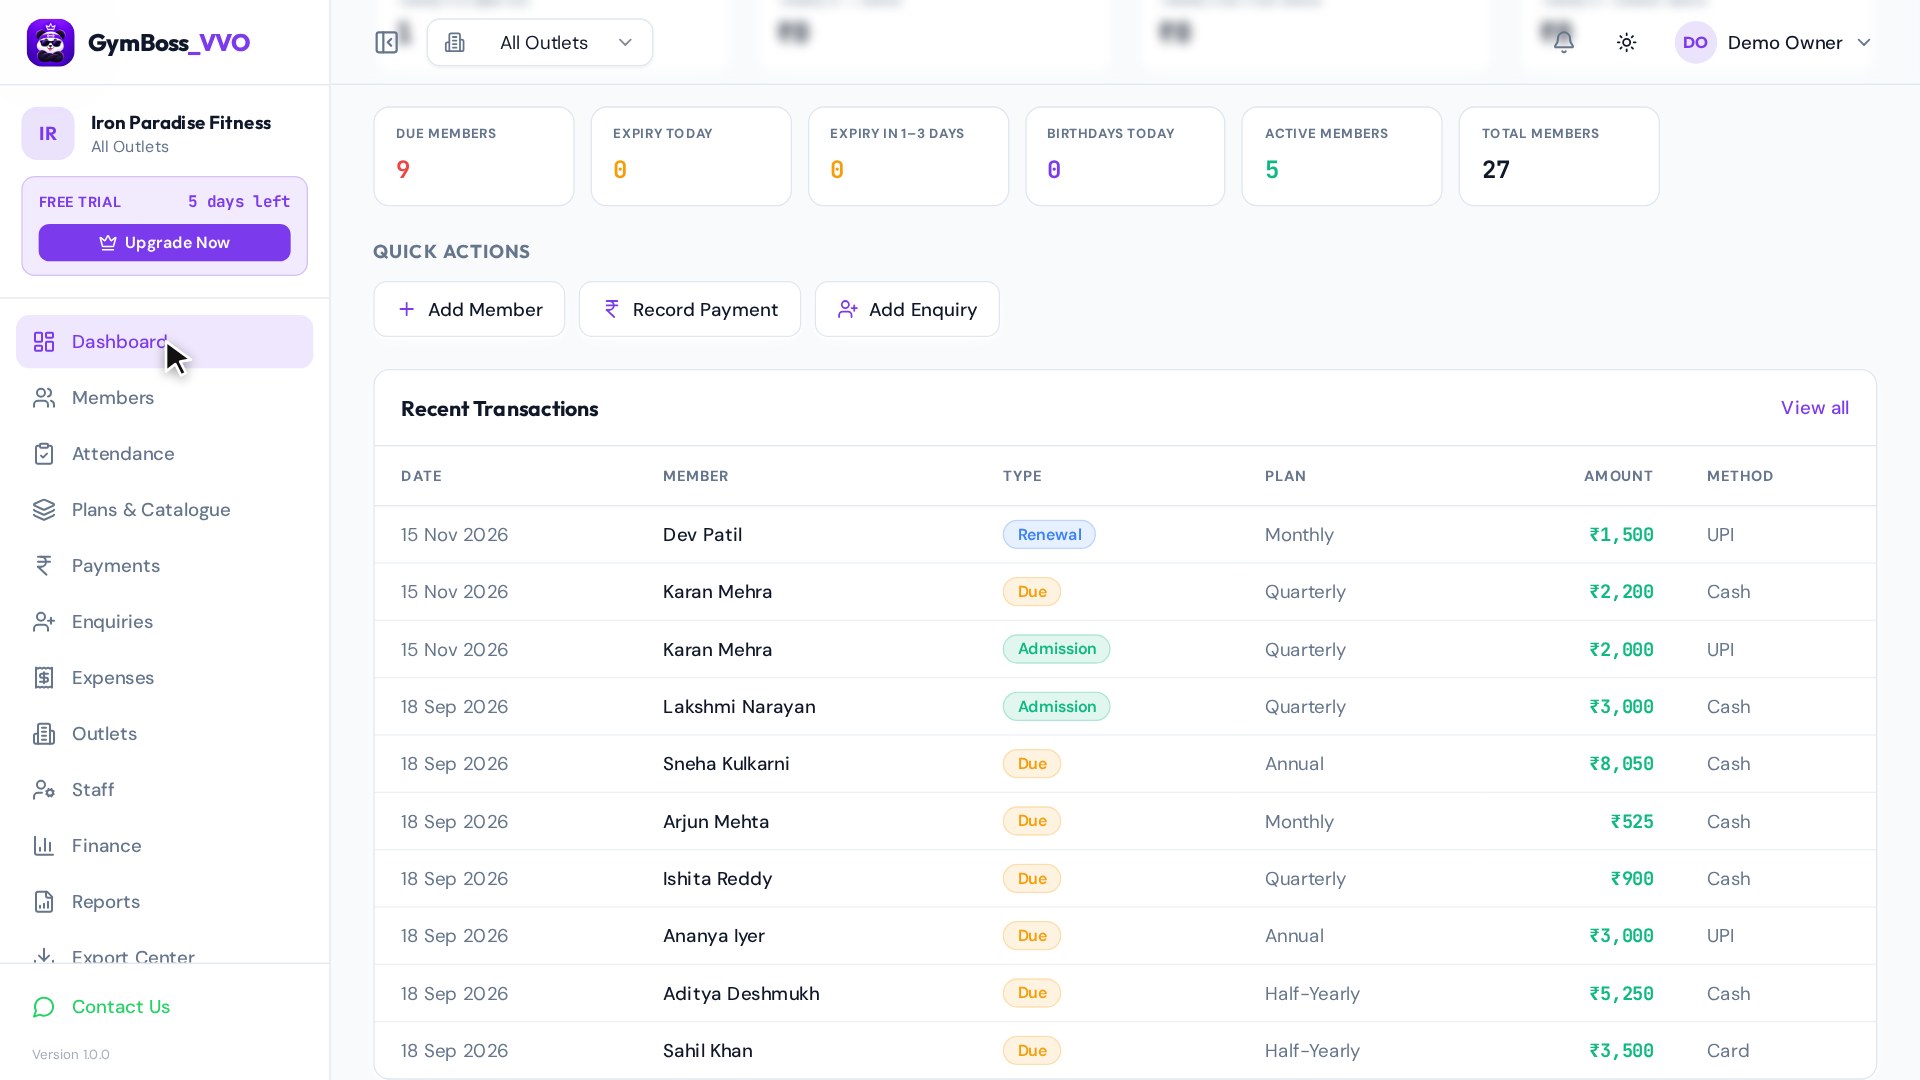 GymBoss_VVO
All Outlets
DO Demo Owner
IR Iron Paradise Fitness
All Outlets
FREE TRIAL 5 days left
Upgrade Now
Dashboard
Members
Attendance
Plans & Catalogue
Payments
Enquiries
Expenses
Outlets
Staff
Finance
Reports
Export Center
Contact Us
Version 1.0.0
DUE MEMBERS
9
EXPIRY TODAY
0
EXPIRY IN 1–3 DAYS
0
BIRTHDAYS TODAY
0
ACTIVE MEMBERS
5
TOTAL MEMBERS
27
QUICK ACTIONS
Add Member
Record Payment
Add Enquiry
Recent Transactions View all
DATE MEMBER TYPE PLAN AMOUNT METHOD
15 Nov 2026 Dev Patil Renewal Monthly ₹1,500 UPI
15 Nov 2026 Karan Mehra Due Quarterly ₹2,200 Cash
15 Nov 2026 Karan Mehra Admission Quarterly ₹2,000 UPI
18 Sep 2026 Lakshmi Narayan Admission Quarterly ₹3,000 Cash
18 Sep 2026 Sneha Kulkarni Due Annual ₹8,050 Cash
18 Sep 2026 Arjun Mehta Due Monthly ₹525 Cash
18 Sep 2026 Ishita Reddy Due Quarterly ₹900 Cash
18 Sep 2026 Ananya Iyer Due Annual ₹3,000 UPI
18 Sep 2026 Aditya Deshmukh Due Half-Yearly ₹5,250 Cash
18 Sep 2026 Sahil Khan Due Half-Yearly ₹3,500 Card